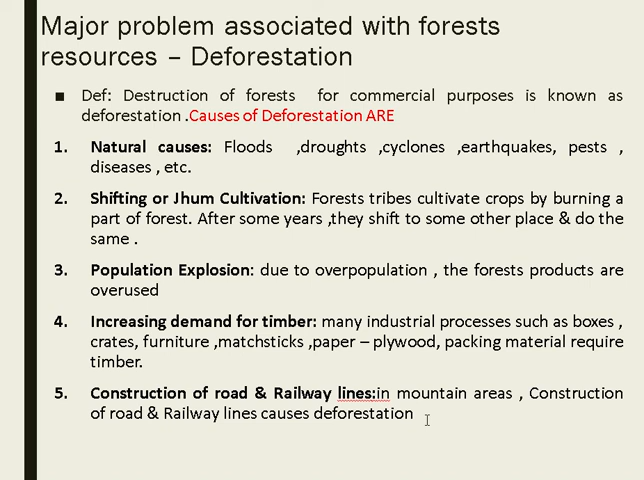 Major problem associated with forests
resources – Deforestation
■ Def: Destruction of forests for commercial purposes is known as
deforestation .Causes of Deforestation ARE
1. Natural causes: Floods ,droughts ,cyclones ,earthquakes, pests ,
diseases , etc.
2. Shifting or Jhum Cultivation: Forests tribes cultivate crops by burning a
part of forest. After some years ,they shift to some other place & do the
same .
3. Population Explosion: due to overpopulation , the forests products are
overused
4. Increasing demand for timber: many industrial processes such as boxes ,
crates, furniture ,matchsticks ,paper – plywood, packing material require
timber.
5. Construction of road & Railway lines:in mountain areas , Construction
of road & Railway lines causes deforestation